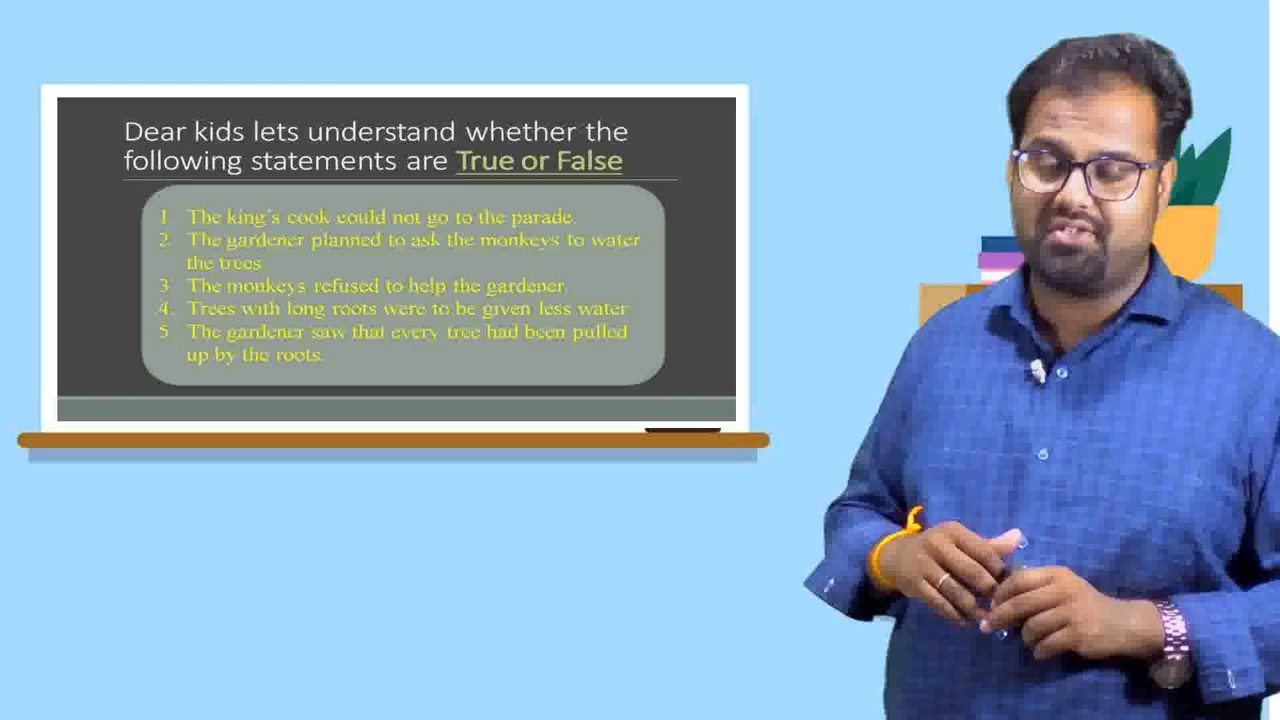 Dear kids lets understand whether the
following statements are True or False
1. The king's cook could not go to the parade.
2. The gardener planned to ask the monkeys to water
the trees
3. The monkeys refused to help the gardener.
4. Trees with long roots were to be given less water
5. The gardener saw that every tree had been pulled
up by the roots.